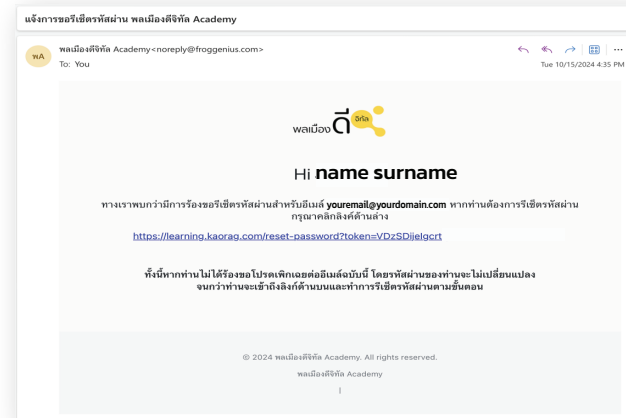 แจ้งการขอรีเซ็ตรหัสผ่าน พลเมืองดีจิทัล Academy
พA
พลเมืองดีจิทัล Academy<noreply@froggenius.com>
To: You
Tue 10/15/2024 4:35 PM
พลเมือง ดี จิทัล
Hi name surname
ทางเราพบกว่ามีการร้องขอรีเซ็ตรหัสผ่านสำหรับอีเมล์ youremail@yourdomain.com หากท่านต้องการรีเซ็ตรหัสผ่าน
กรุณาคลิกลิงค์ด้านล่าง
https://learning.kaorag.com/reset-password?token=VDzSDijeIgcrt
ทั้งนี้หากท่านไม่ได้ร้องขอโปรดเพิกเฉยต่ออีเมล์ฉบับนี้ โดยรหัสผ่านของท่านจะไม่เปลี่ยนแปลง
จนกว่าท่านจะเข้าถึงลิงก์ด้านบนและทำการรีเซ็ตรหัสผ่านตามขั้นตอน
© 2024 พลเมืองดีจิทัล Academy. All rights reserved.
พลเมืองดีจิทัล Academy
|